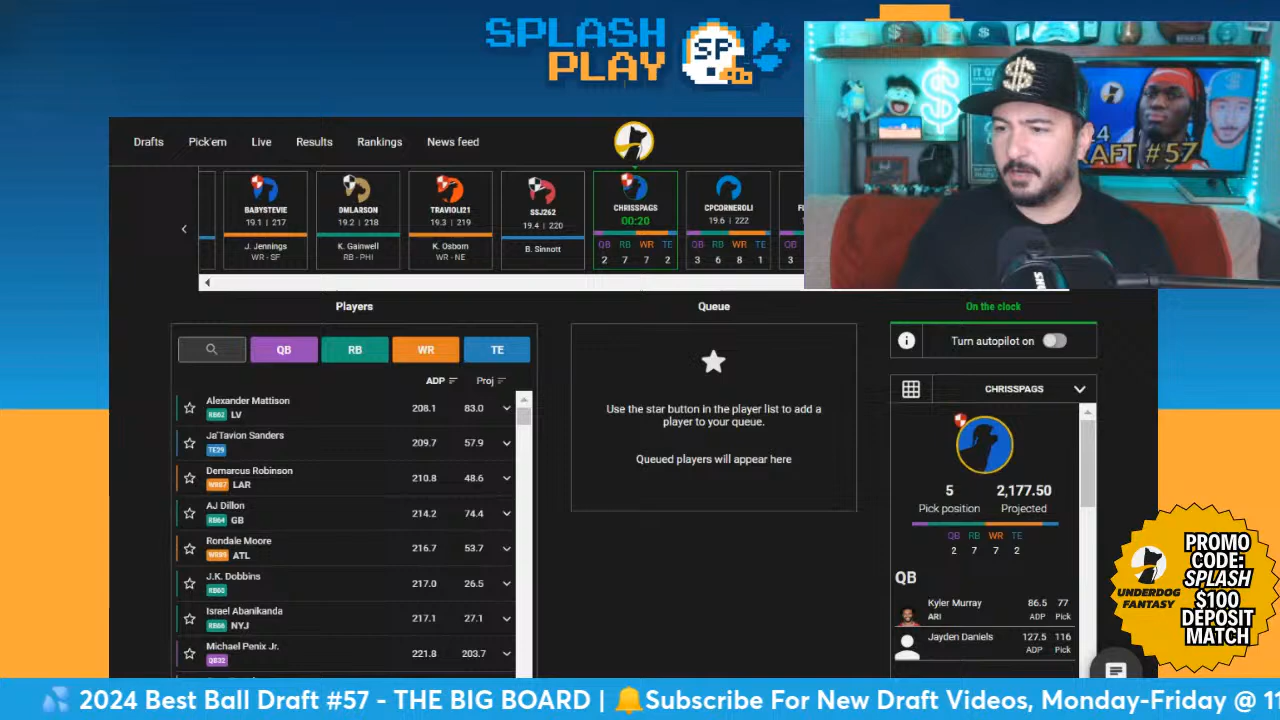 SPLASH
PLAY
SP
Drafts Pick'em Live Results Rankings News feed
BABYSTEVIE
19.1 | 217
J. Jennings
WR - SF
DMLARSON
19.2 | 218
K. Gainwell
RB - PHI
TRAVIOLI21
19.3 | 219
K. Osborn
WR - NE
SSJ262
19.4 | 220
B. Sinnott
CHRISSPAGS
00:20
QB RB WR TE
2 7 7 2
CPCORNEROLI
19.6 | 222
QB RB WR TE
3 6 8 1
QB
3
AFT #57
Players
QB RB WR TE
ADP Proj
Alexander Mattison
RB62 LV
208.1 83.0
Ja'Tavion Sanders
TE29
209.7 57.9
Demarcus Robinson
WR87 LAR
210.8 48.6
AJ Dillon
RB64 GB
214.2 74.4
Rondale Moore
ATL
216.7 53.7
J.K. Dobbins
217.0 26.5
Israel Abanikanda
NYJ
217.1 27.1
Michael Penix Jr.
QB32
221.8 203.7
Queue
Use the star button in the player list to add a
player to your queue.
Queued players will appear here
On the clock
Turn autopilot on
CHRISSPAGS
5 2,177.50
Pick position Projected
QB RB WR TE
2 7 7 2
QB
Kyler Murray 86.5 77
ARI ADP Pick
Jayden Daniels 127.5 116
ADP Pick
UNDERDOG
FANTASY
PROMO
CODE:
SPLASH
$100
DEPOSIT
MATCH
2024 Best Ball Draft #57 - THE BIG BOARD | Subscribe For New Draft Videos, Monday-Friday @ 11